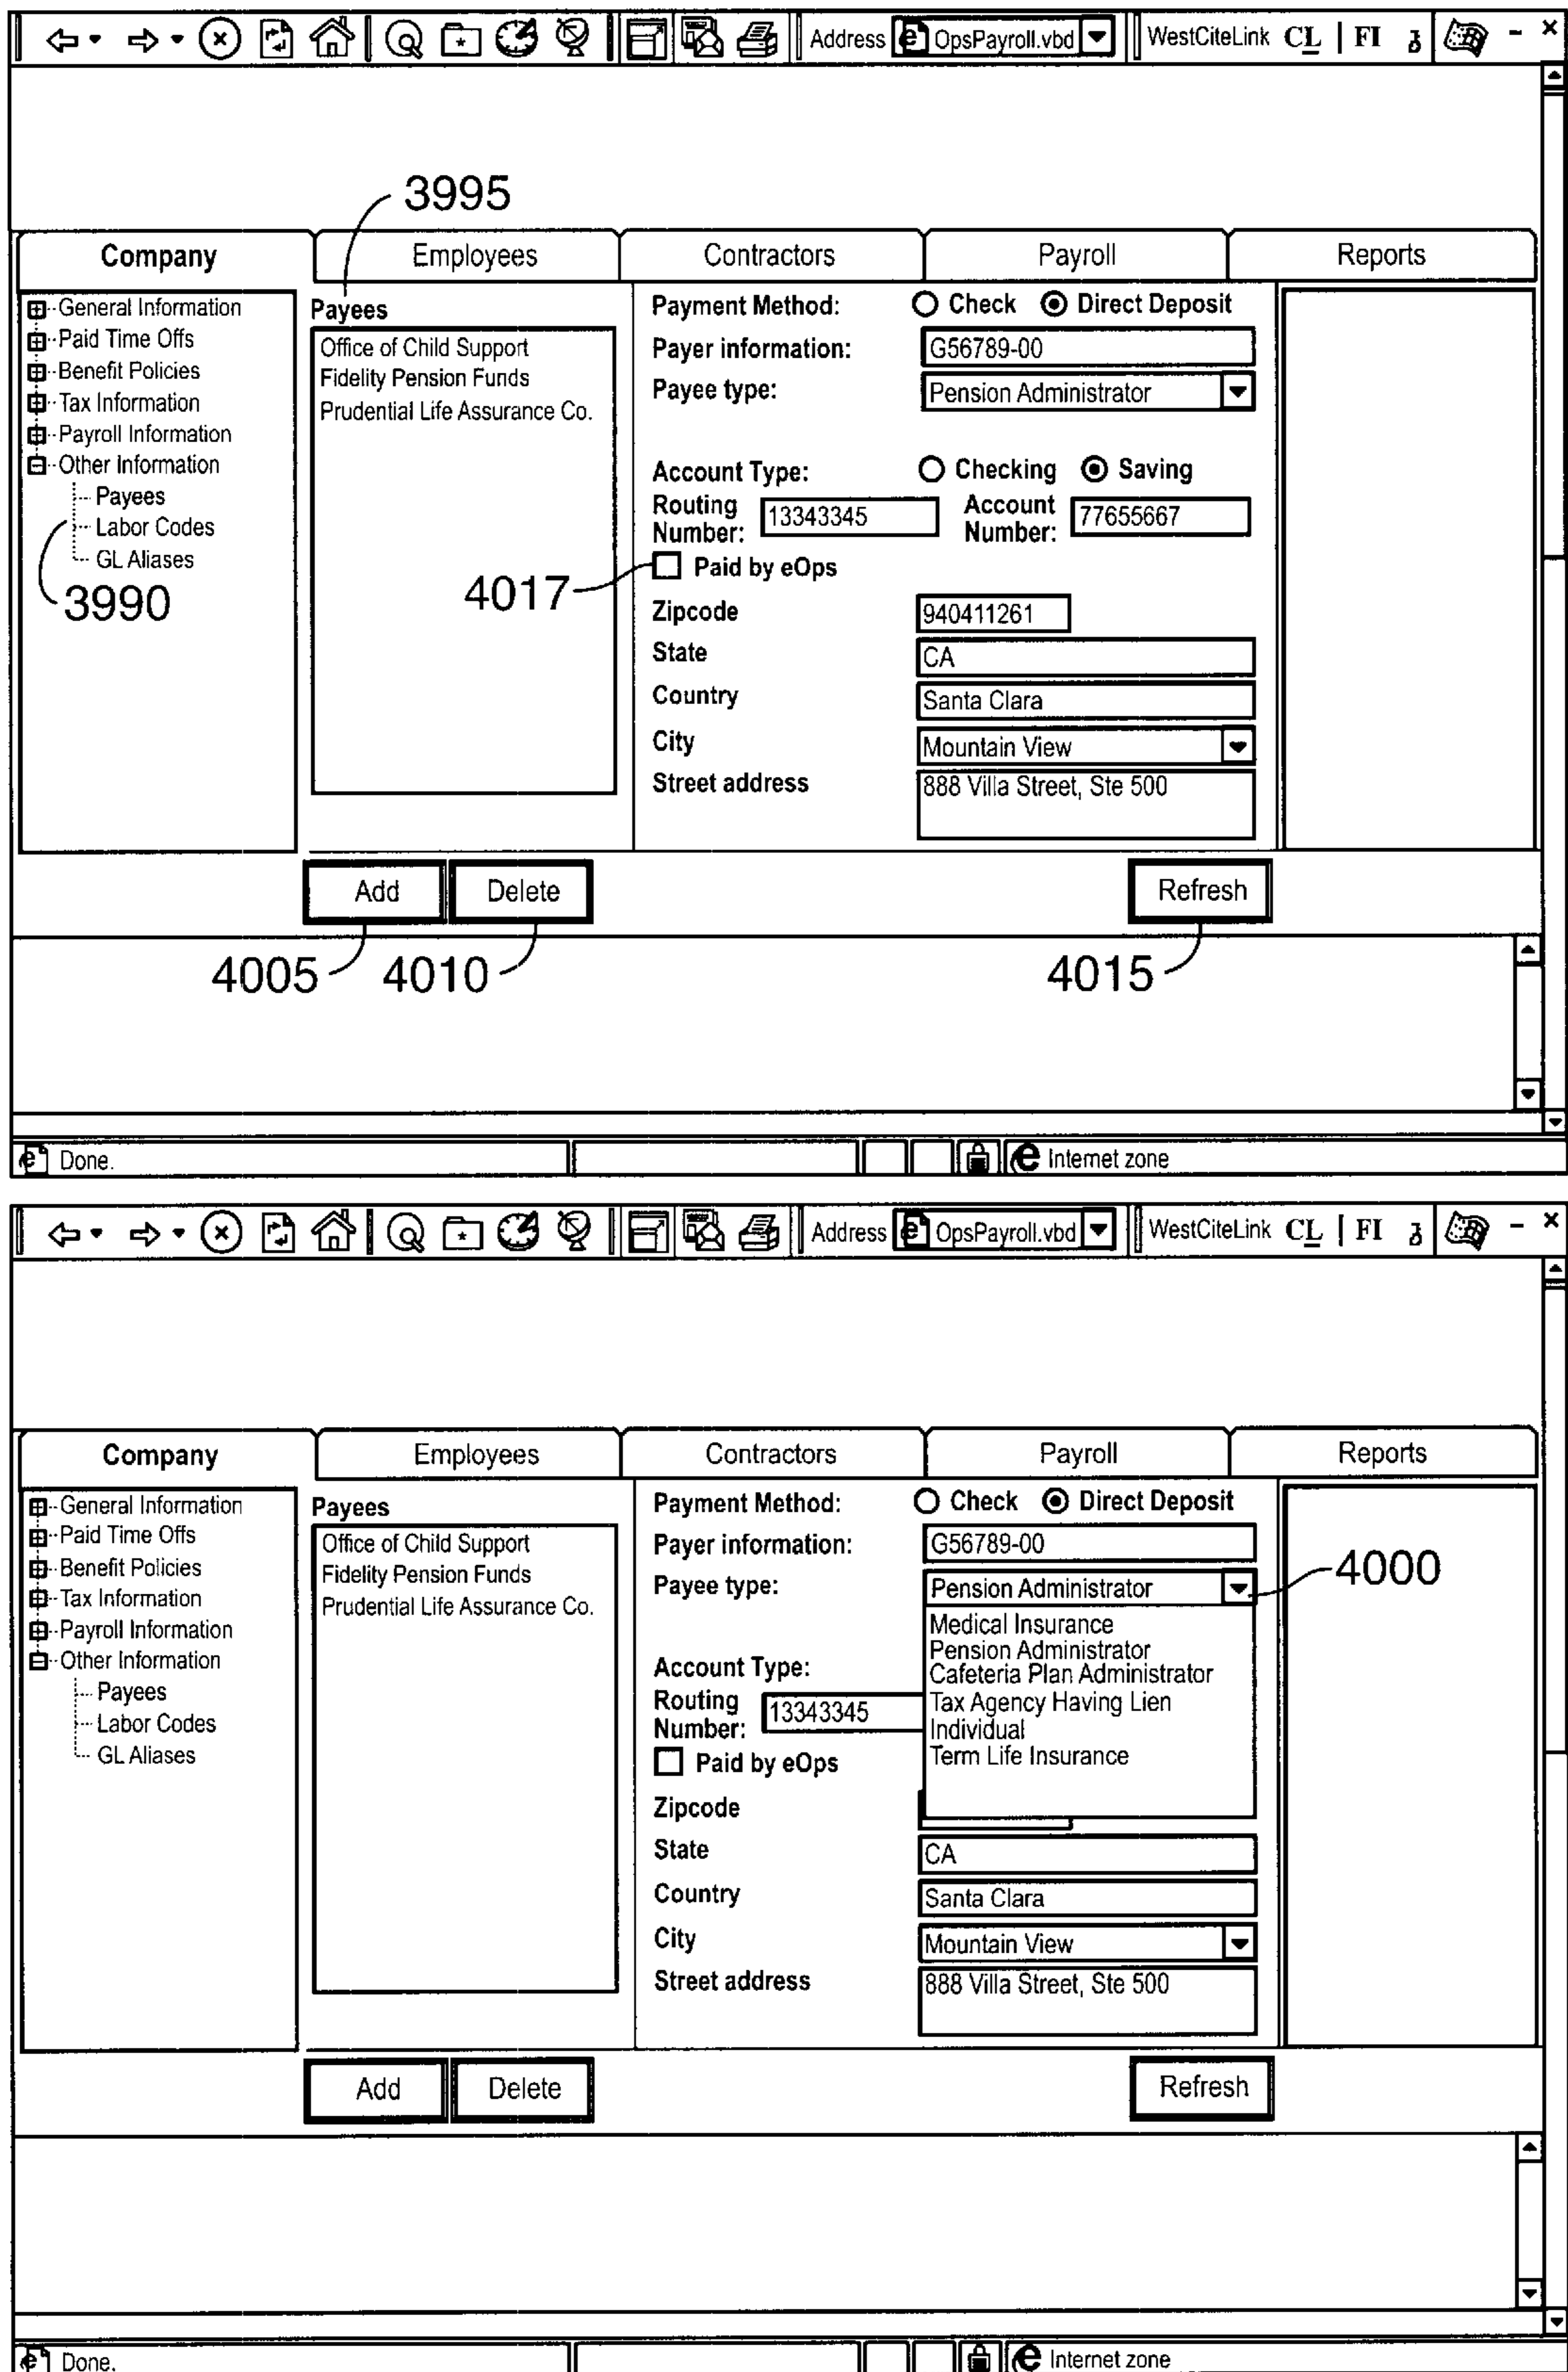 Address OpsPayroll.vbd WestCiteLink CL | FI
3995
Company Employees Contractors Payroll Reports
General Information
Paid Time Offs
Benefit Policies
Tax Information
Payroll Information
Other Information
Payees
Labor Codes
GL Aliases
3990
Payees
Office of Child Support
Fidelity Pension Funds
Prudential Life Assurance Co.
Payment Method: Check Direct Deposit
Payer information: G56789-00
Payee type: Pension Administrator
Account Type: Checking Saving
Routing Number: 13343345 Account Number: 77655667
4017 Paid by eOps
Zipcode 940411261
State CA
Country Santa Clara
City Mountain View
Street address 888 Villa Street, Ste 500
Add Delete Refresh
4005 4010 4015
Done. Internet zone
Address OpsPayroll.vbd WestCiteLink CL | FI
Company Employees Contractors Payroll Reports
General Information
Paid Time Offs
Benefit Policies
Tax Information
Payroll Information
Other Information
Payees
Labor Codes
GL Aliases
Payees
Office of Child Support
Fidelity Pension Funds
Prudential Life Assurance Co.
Payment Method: Check Direct Deposit
Payer information: G56789-00
Payee type: Pension Administrator 4000
Medical Insurance
Pension Administrator
Cafeteria Plan Administrator
Tax Agency Having Lien
Individual
Term Life Insurance
Account Type:
Routing Number: 13343345
Paid by eOps
Zipcode
State CA
Country Santa Clara
City Mountain View
Street address 888 Villa Street, Ste 500
Add Delete Refresh
Done. Internet zone